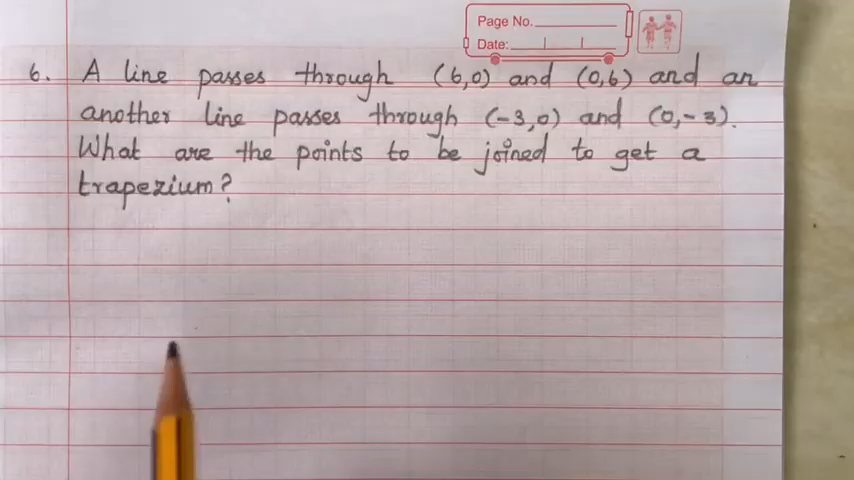 Page No.
Date:
6. A line passes through (6,0) and (0,6) and an
another line passes through (-3,0) and (0,-3).
What are the points to be joined to get a
trapezium?